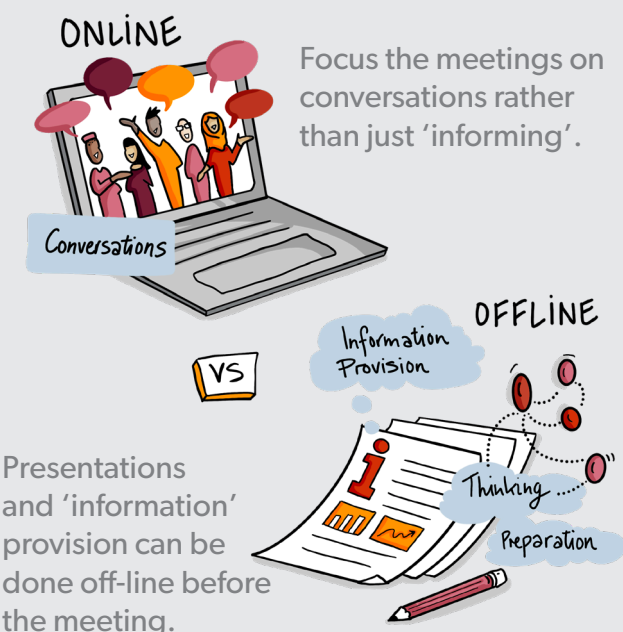 ONLINE
Focus the meetings on
conversations rather
than just ‘informing’.
Conversations
OFFLINE
Information
Provision
VS
i
Thinking
Preparation
Presentations
and ‘information’
provision can be
done off-line before
the meeting.